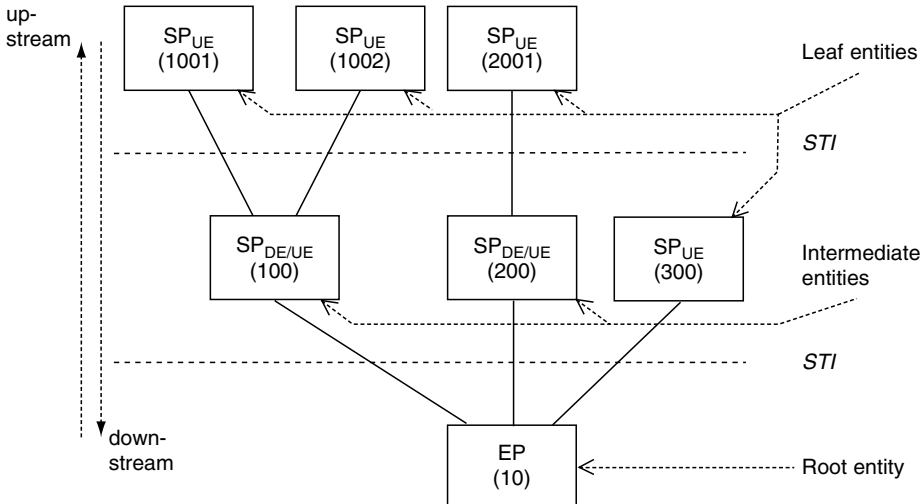 up-
stream
SPUE
(1001)
SPUE
(1002)
SPUE
(2001)
Leaf entities
STI
SPDE/UE
(100)
SPDE/UE
(200)
SPUE
(300)
Intermediate
entities
STI
down-
stream
EP
(10)
Root entity